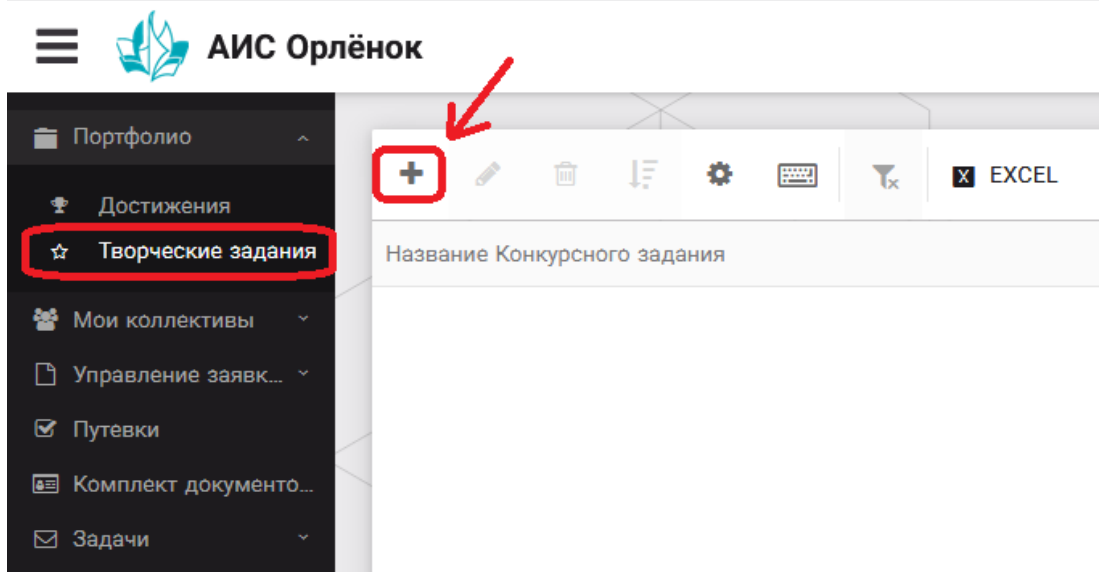 АИС Орлёнок
Портфолио
Достижения
Творческие задания
Мои коллективы
Управление заявк...
Путевки
Комплект документо...
Задачи
X EXCEL
Название Конкурсного задания